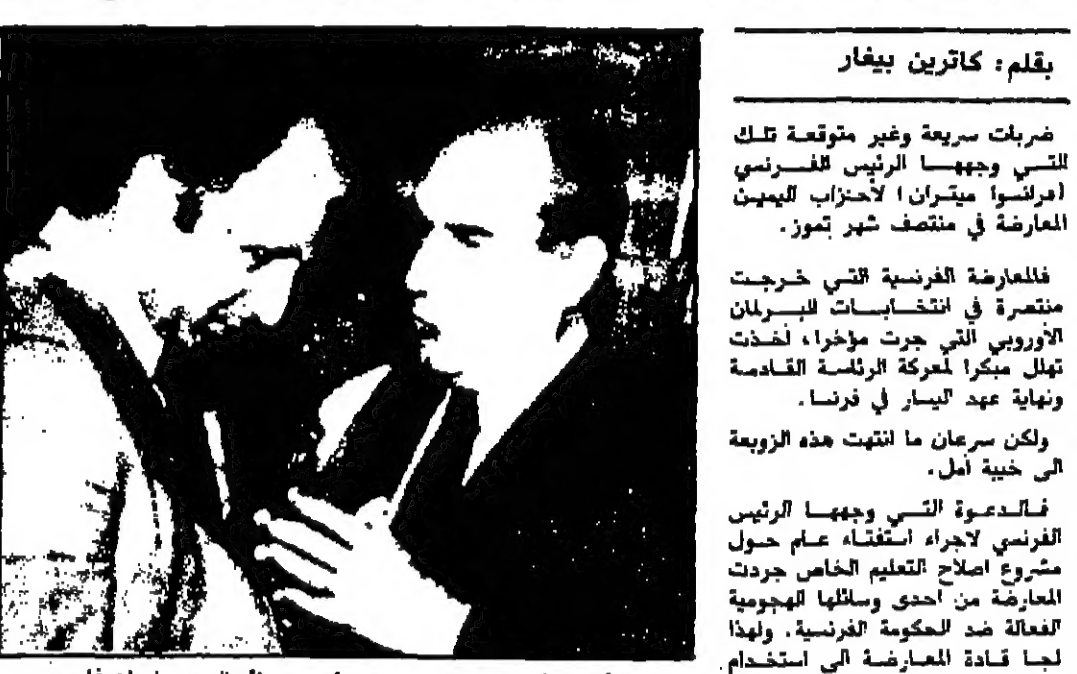 بقلم: كاترين بيغار
ضربات سريعة وغير متوقعة تلك
التي وجهها الرئيس الفرنسي
(فرانسوا ميتران) لأحزاب اليمين
المعارضة في منتصف شهر تموز.
فالمعارضة الفرنسية التي خرجت
منتصرة في انتخابات البرلمان
الأوروبي التي جرت مؤخرا، أخذت
تهلل مبكرا لمعركة الرئاسة القادمة
ونهاية عهد اليسار في فرنسا.
ولكن سرعان ما انتهت هذه الزوبعة
الى خيبة أمل.
فالدعوة التي وجهها الرئيس
الفرنسي لاجراء استفتاء عام حول
مشروع اصلاح التعليم الخاص جردت
المعارضة من احدى وسائلها الهجومية
الفعالة ضد الحكومة الفرنسية. ولهذا
لجا قادة المعارضة الى استخدام